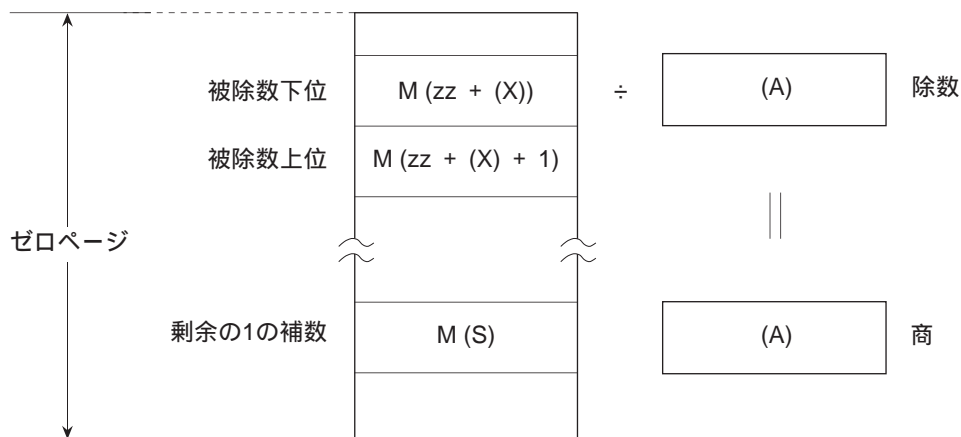 被除数下位 M (zz + (X)) ÷ (A) 除数
被除数上位 M (zz + (X) + 1)
ゼロページ
剰余の1の補数 M (S) (A) 商